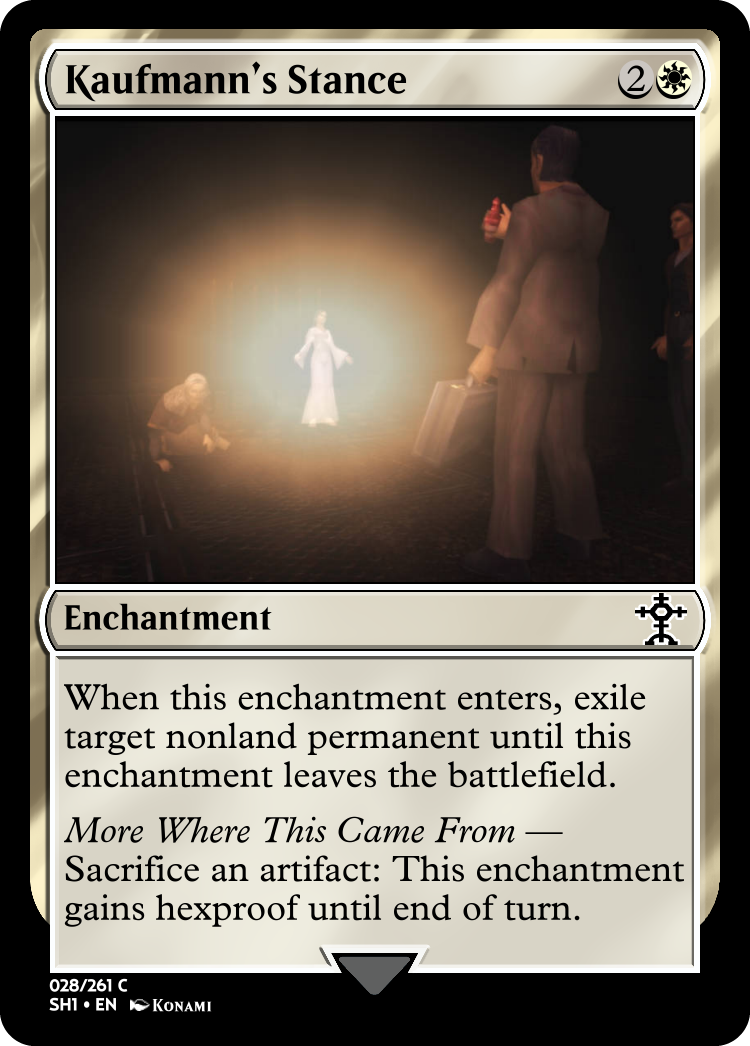 Kaufmann's Stance 2
Enchantment
When this enchantment enters, exile
target nonland permanent until this
enchantment leaves the battlefield.
More Where This Came From —
Sacrifice an artifact: This enchantment
gains hexproof until end of turn.
028/261 C
SH1 • EN KONAMI